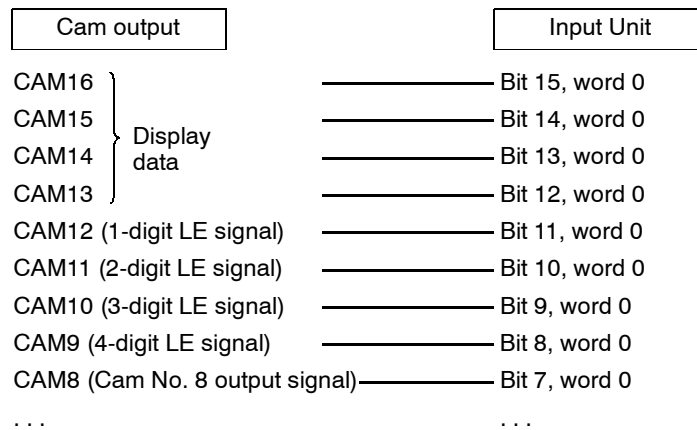 Cam output Input Unit
CAM16 Bit 15, word 0
CAM15 Bit 14, word 0
Display
CAM14 Bit 13, word 0
data
CAM13 Bit 12, word 0
CAM12 (1-digit LE signal) Bit 11, word 0
CAM11 (2-digit LE signal) Bit 10, word 0
CAM10 (3-digit LE signal) Bit 9, word 0
CAM9 (4-digit LE signal) Bit 8, word 0
CAM8 (Cam No. 8 output signal) Bit 7, word 0
. . . . . .